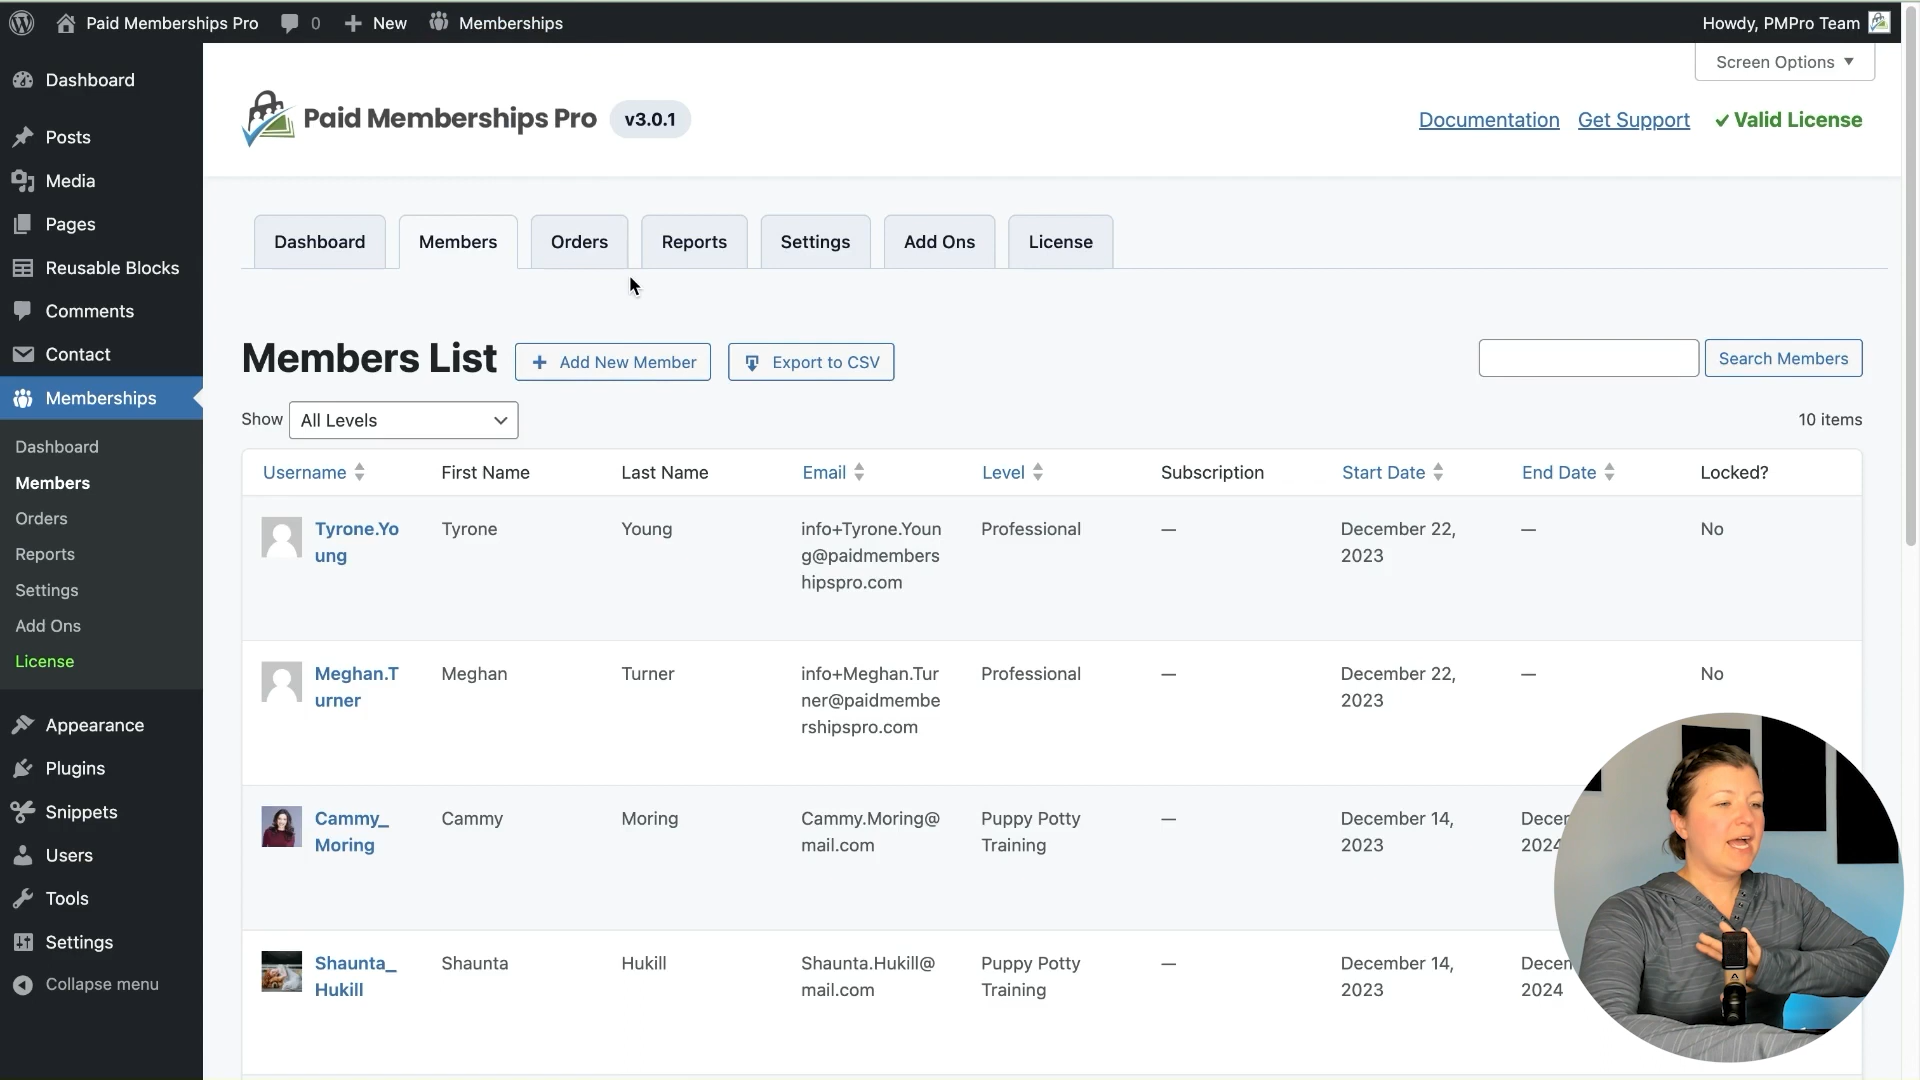 Paid Memberships Pro 0 New Memberships Howdy, PMPro Team
Screen Options
Dashboard
Posts
Media
Pages
Reusable Blocks
Comments
Contact
Memberships
Dashboard
Members
Orders
Reports
Settings
Add Ons
License
Appearance
Plugins
Snippets
Users
Tools
Settings
Collapse menu
Paid Memberships Pro v3.0.1
Documentation Get Support Valid License
Dashboard Members Orders Reports Settings Add Ons License
Members List + Add New Member Export to CSV
Search Members
Show All Levels
10 items
Username First Name Last Name Email Level Subscription Start Date End Date Locked?
Tyrone.Yo Tyrone Young info+Tyrone.Youn Professional — December 22, — No
ung g@paidmembers 2023
hipspro.com
Meghan.T Meghan Turner info+Meghan.Tur Professional — December 22, — No
urner ner@paidmembe 2023
rshipspro.com
Cammy_ Cammy Moring Cammy.Moring@ Puppy Potty — December 14, Decem
Moring mail.com Training 2023 2024
Shaunta_ Shaunta Hukill Shaunta.Hukill@ Puppy Potty — December 14, Decem
Hukill mail.com Training 2023 2024